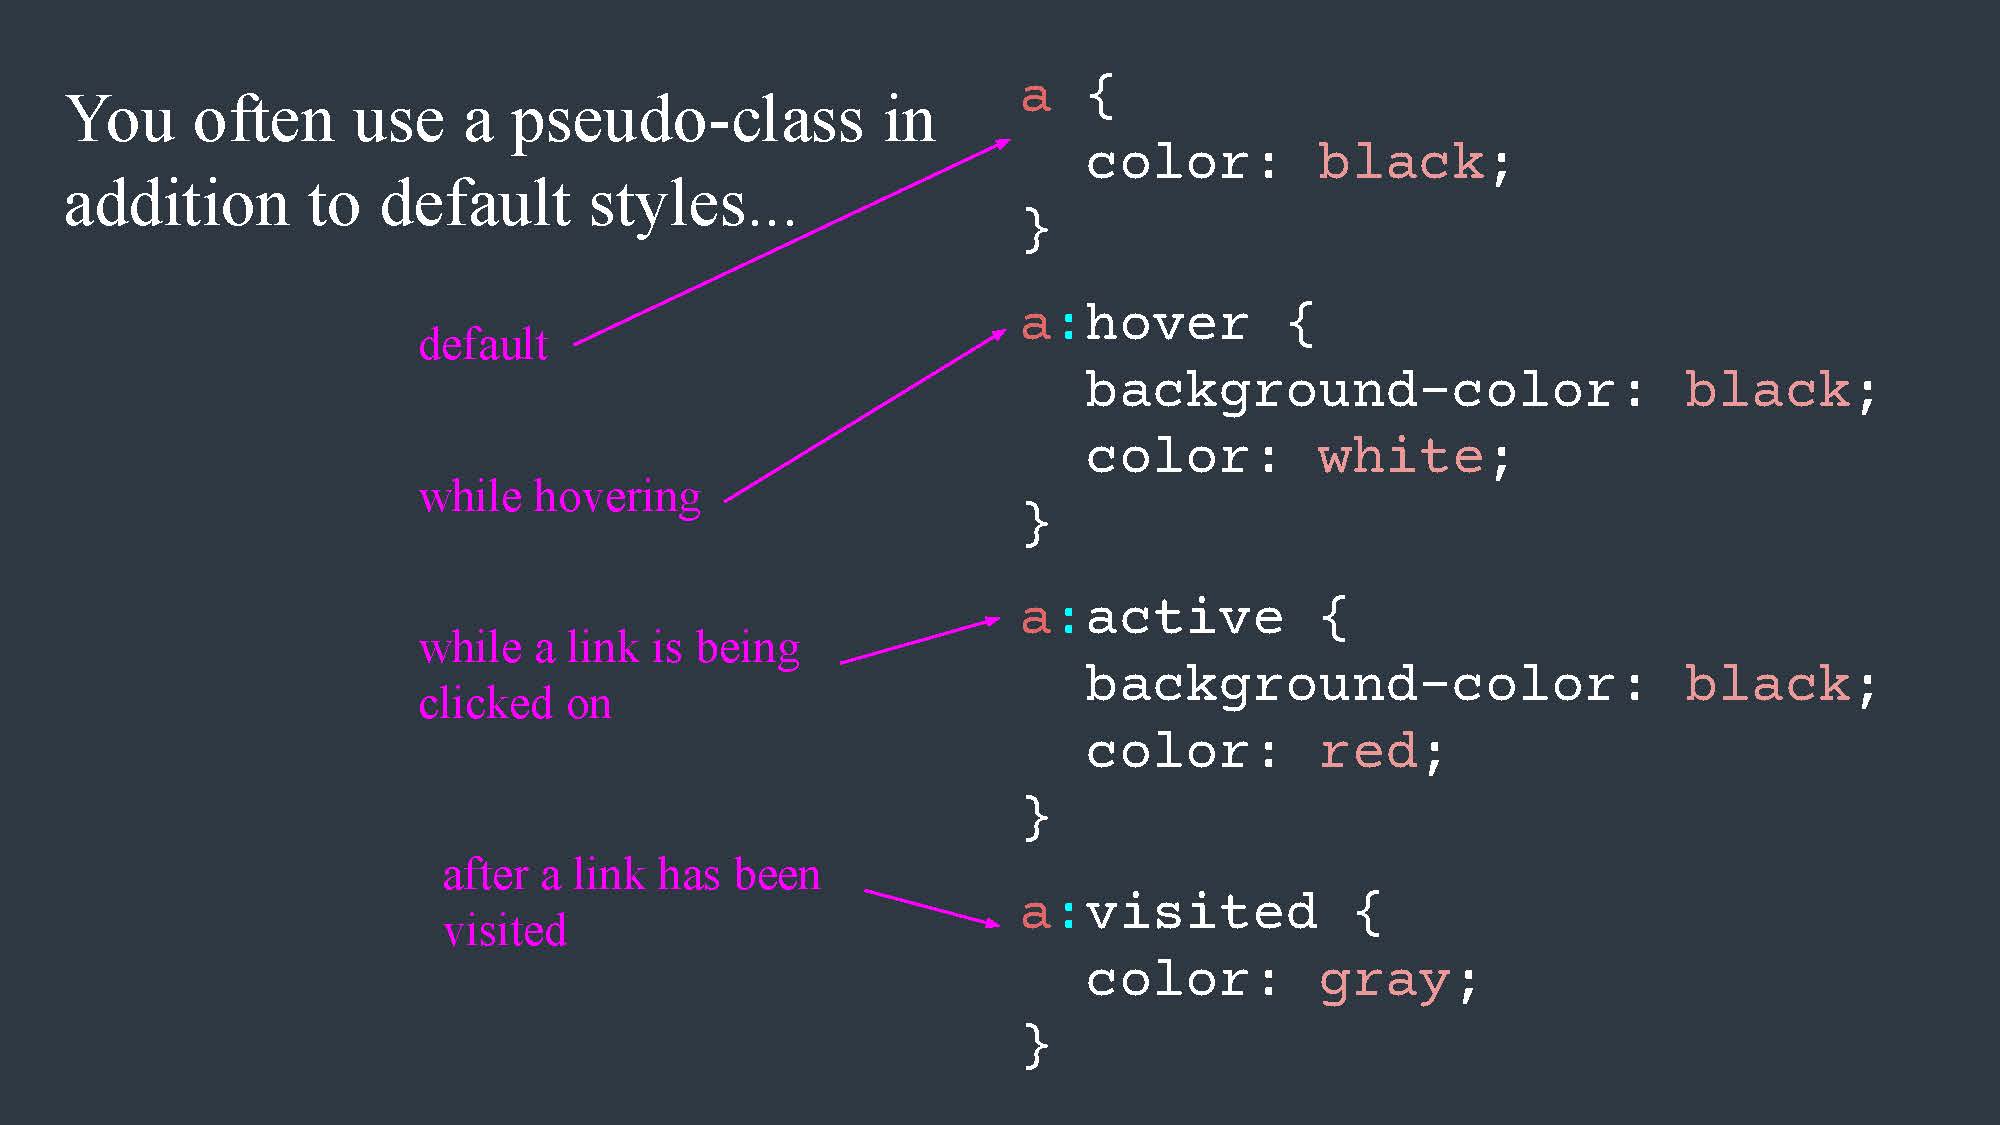 You often use a pseudo-class in
addition to default styles...
default
while hovering
while a link is being
clicked on
after a link has been
visited
a {
  color: black;
}
a:hover {
  background-color: black;
  color: white;
}
a:active {
  background-color: black;
  color: red;
}
a:visited {
  color: gray;
}